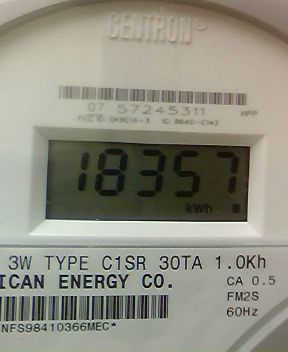 CENTRON®
07 57245311 HPP
18357
kWh
3W TYPE C1SR 30TA 1.0Kh
ICAN ENERGY CO. CA 0.5
FM2S
NFS98410366MEC* 60Hz